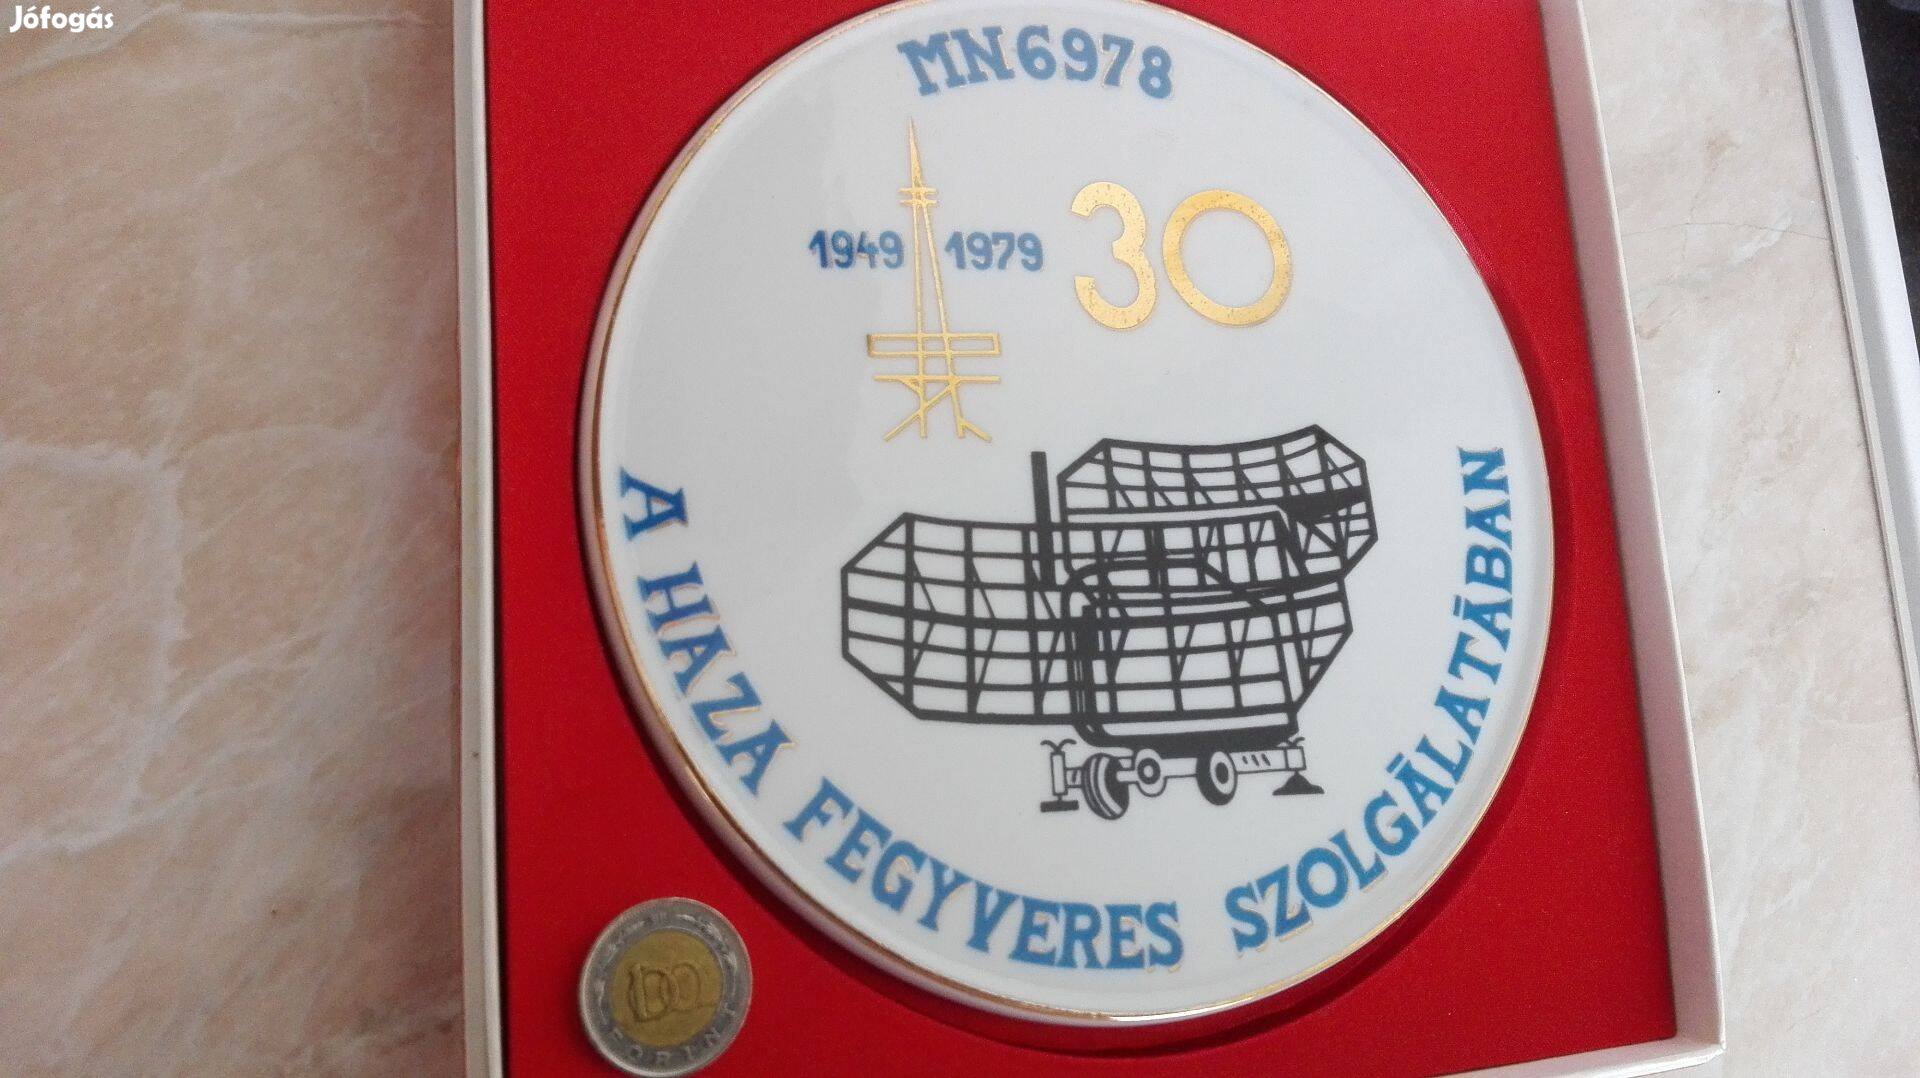 Jófogás
MN6978
1949 1979 30
A HAZA FEGYVERES SZOLGÁLATÁBAN
100
FORINT